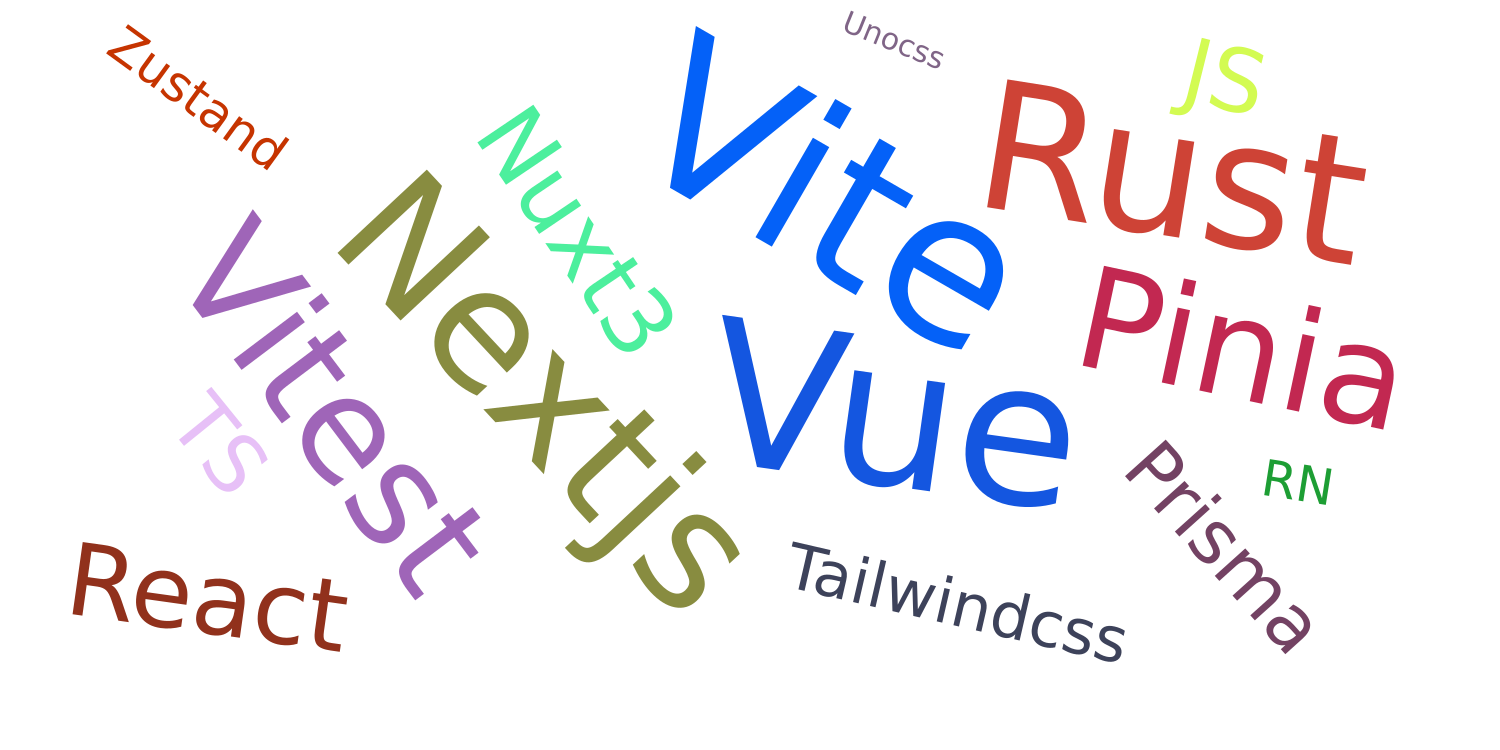 Zustand
Unocss
JS
Vite
Rust
Nuxt3
Nextjs
Vitest
Pinia
Vue
TS
RN
Prisma
React
Tailwindcss